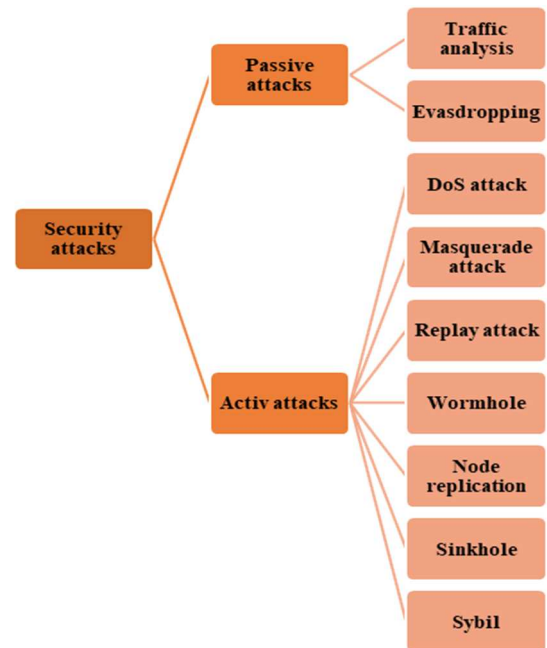 Traffic
analysis
Passive
attacks
Evasdropping
DoS attack
Security
attacks
Masquerade
attack
Replay attack
Activ attacks
Wormhole
Node
replication
Sinkhole
Sybil